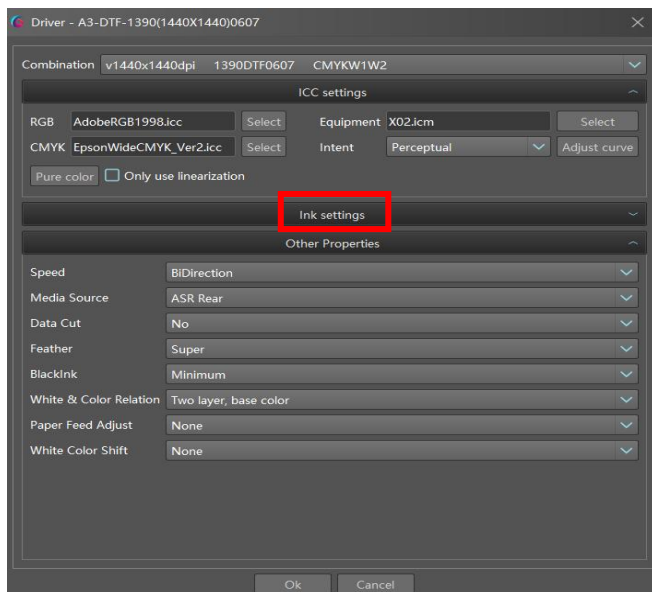 Driver - A3-DTF-1390(1440X1440)0607
Combination v1440x1440dpi 1390DTF0607 CMYKW1W2
ICC settings
RGB AdobeRGB1998.icc Select Equipment X02.icm Select
CMYK EpsonWideCMYK_Ver2.icc Select Intent Perceptual Adjust curve
Pure color Only use linearization
Ink settings
Other Properties
Speed BiDirection
Media Source ASR Rear
Data Cut No
Feather Super
BlackInk Minimum
White & Color Relation Two layer, base color
Paper Feed Adjust None
White Color Shift None
Ok Cancel